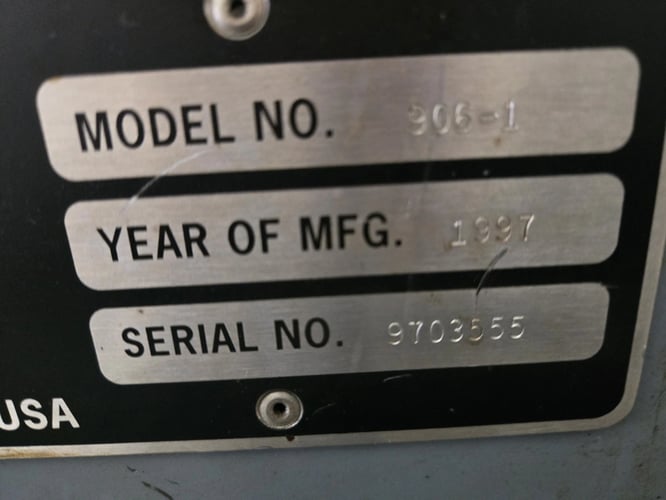 MODEL NO. 906-1
YEAR OF MFG. 1997
SERIAL NO. 9703555
USA